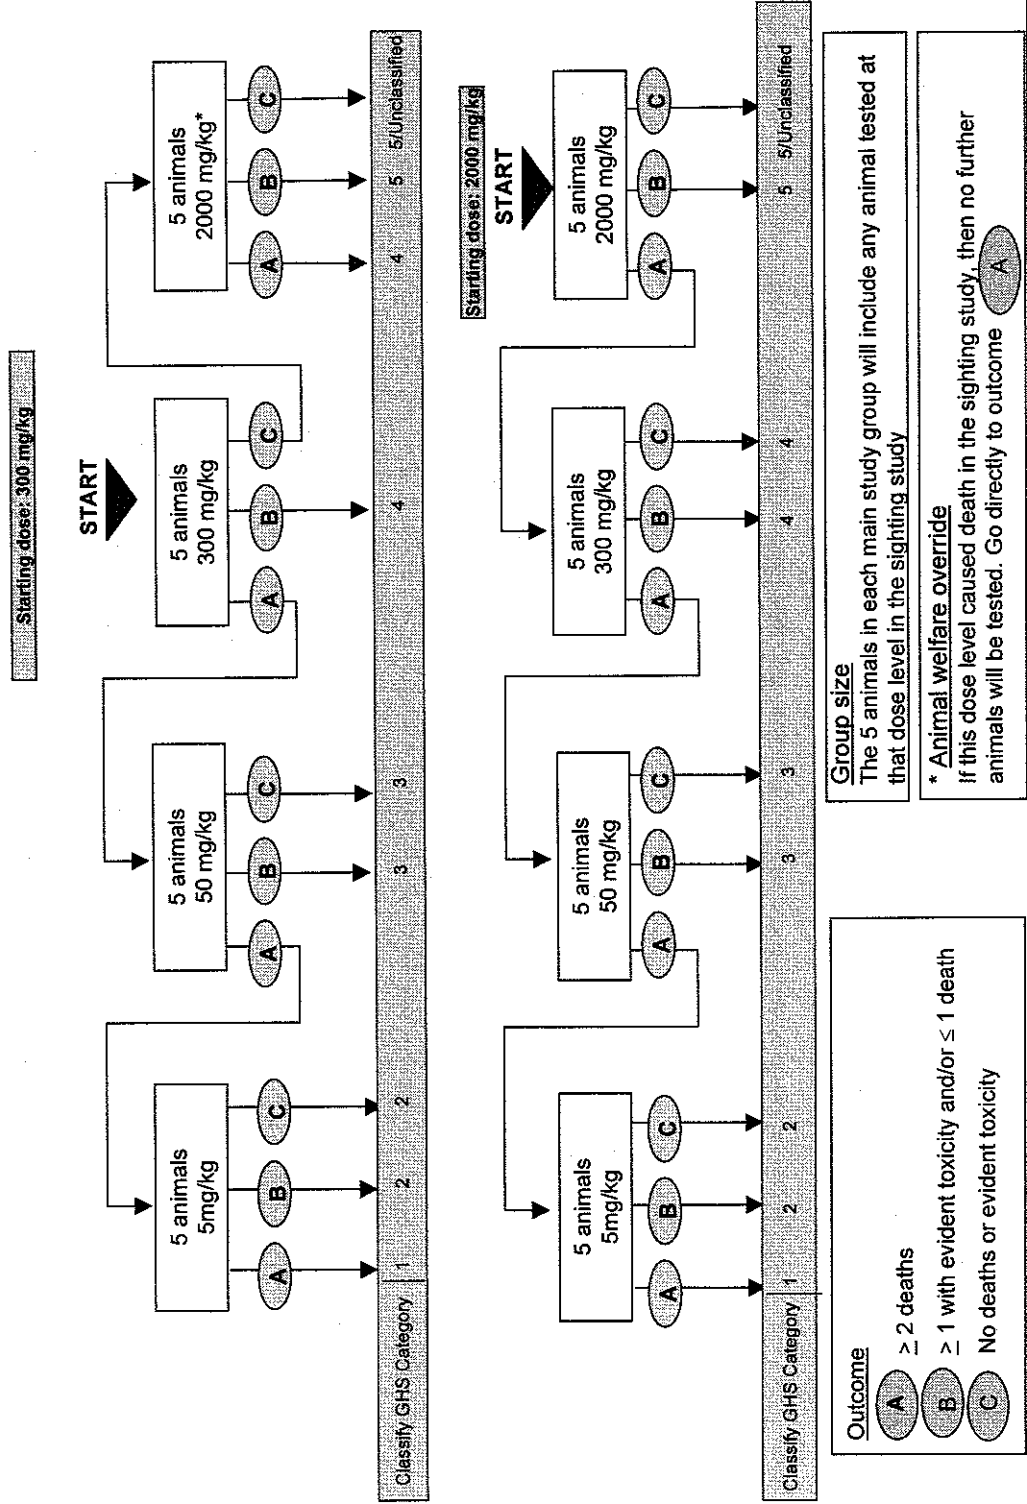 Starting dose: 300 mg/kg
START
5 animals
5mg/kg
5 animals
50 mg/kg
5 animals
300 mg/kg
5 animals
2000 mg/kg*
A B C
A B C
A B C
A B C
Classify GHS Category 1 2 2 3 3 4 4 5 5/Unclassified
Starting dose: 2000 mg/kg
START
5 animals
5mg/kg
5 animals
50 mg/kg
5 animals
300 mg/kg
5 animals
2000 mg/kg
A B C
A B C
A B C
A B C
Classify GHS Category 1 2 2 3 3 4 4 5 5/Unclassified
Outcome
A ≥ 2 deaths
B ≥ 1 with evident toxicity and/or ≤ 1 death
C No deaths or evident toxicity
Group size
The 5 animals in each main study group will include any animal tested at
that dose level in the sighting study
* Animal welfare override
If this dose level caused death in the sighting study, then no further
animals will be tested. Go directly to outcome A